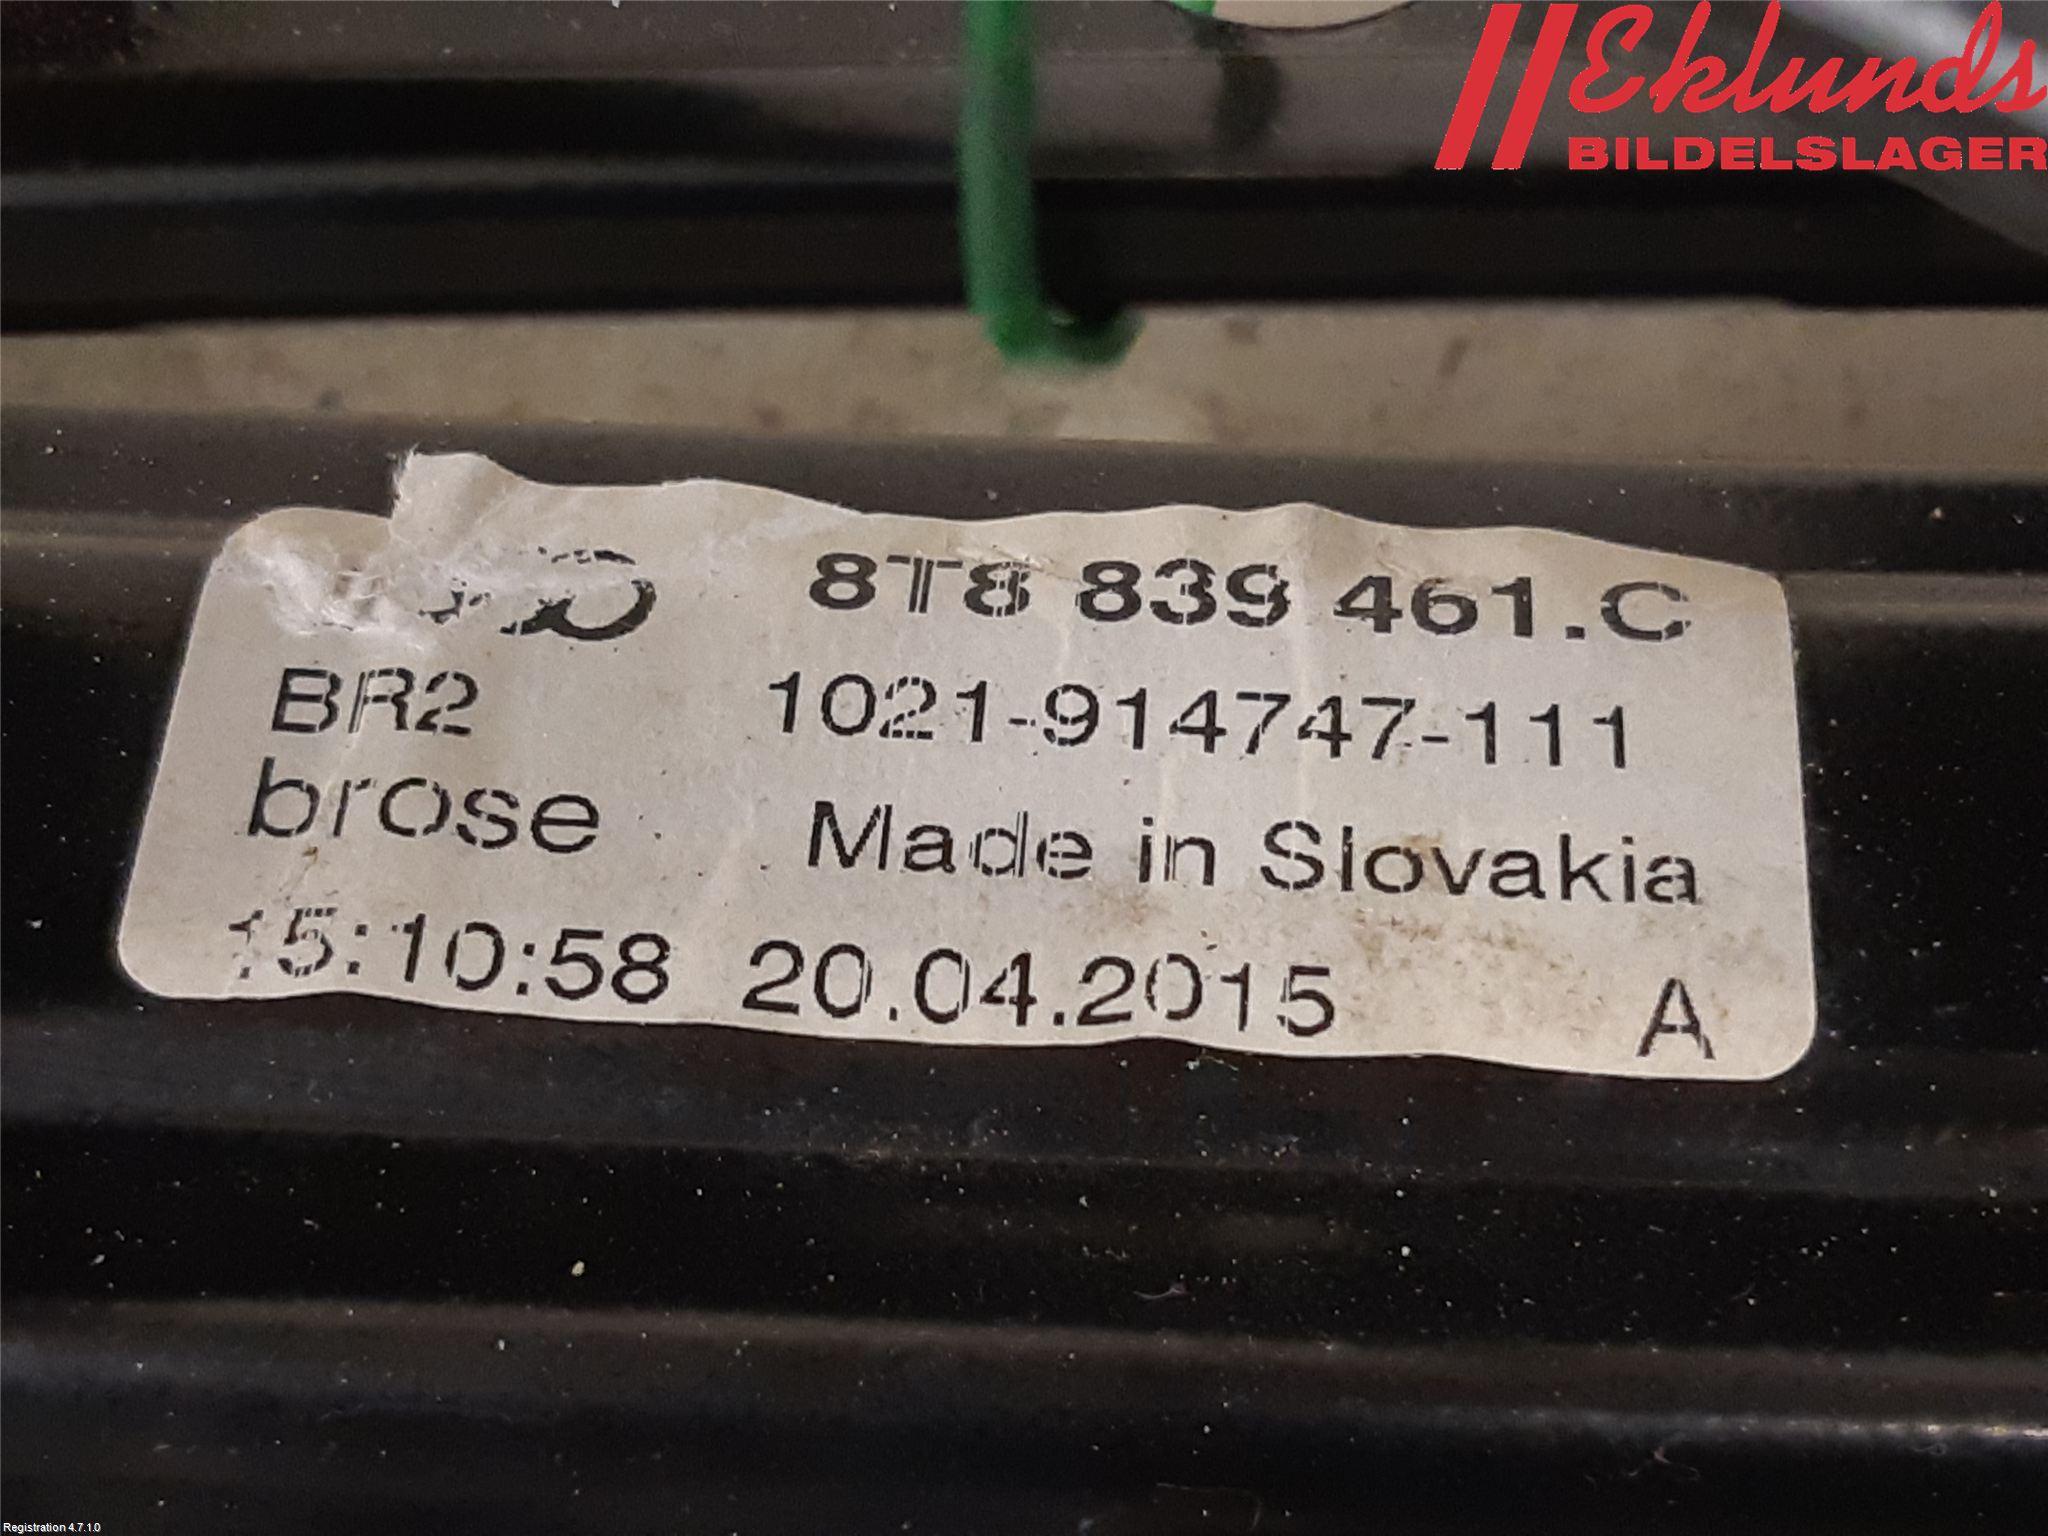 Eklunds
BILDELSLAGER
8T8 839 461.C
BR2 1021-914747-111
brose Made in Slovakia
15:10:58 20.04.2015 A
Registration 4.7.1.0